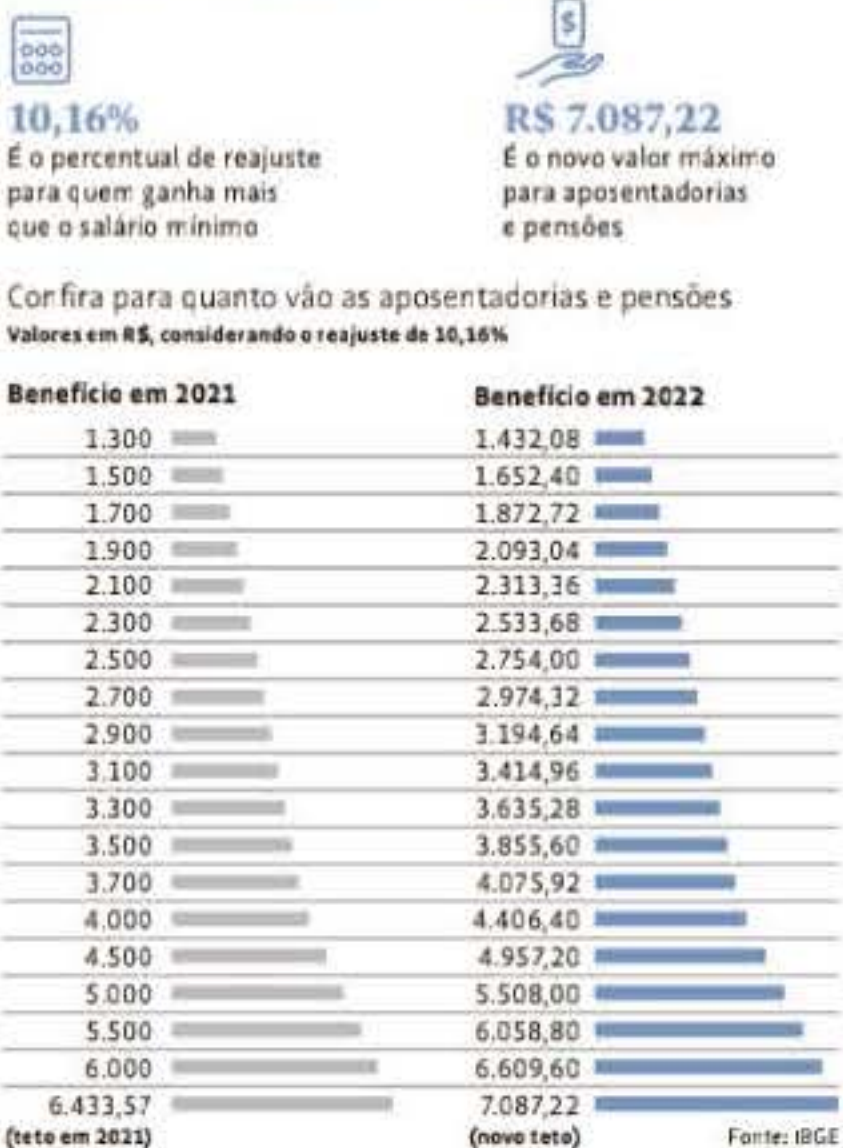 10,16%
É o percentual de reajuste
para quem ganha mais
que o salário mínimo
$
R$ 7.087,22
É o novo valor máximo
para aposentadorias
e pensões
Confira para quanto vão as aposentadorias e pensões
Valores em R$, considerando o reajuste de 10,16%
Benefício em 2021 Benefício em 2022
1.300 1.432,08
1.500 1.652,40
1.700 1.872,72
1.900 2.093,04
2.100 2.313,36
2.300 2.533,68
2.500 2.754,00
2.700 2.974,32
2.900 3.194,64
3.100 3.414,96
3.300 3.635,28
3.500 3.855,60
3.700 4.075,92
4.000 4.406,40
4.500 4.957,20
5.000 5.508,00
5.500 6.058,80
6.000 6.609,60
6.433,57 7.087,22
(teto em 2021) (novo teto) Fonte: IBGE